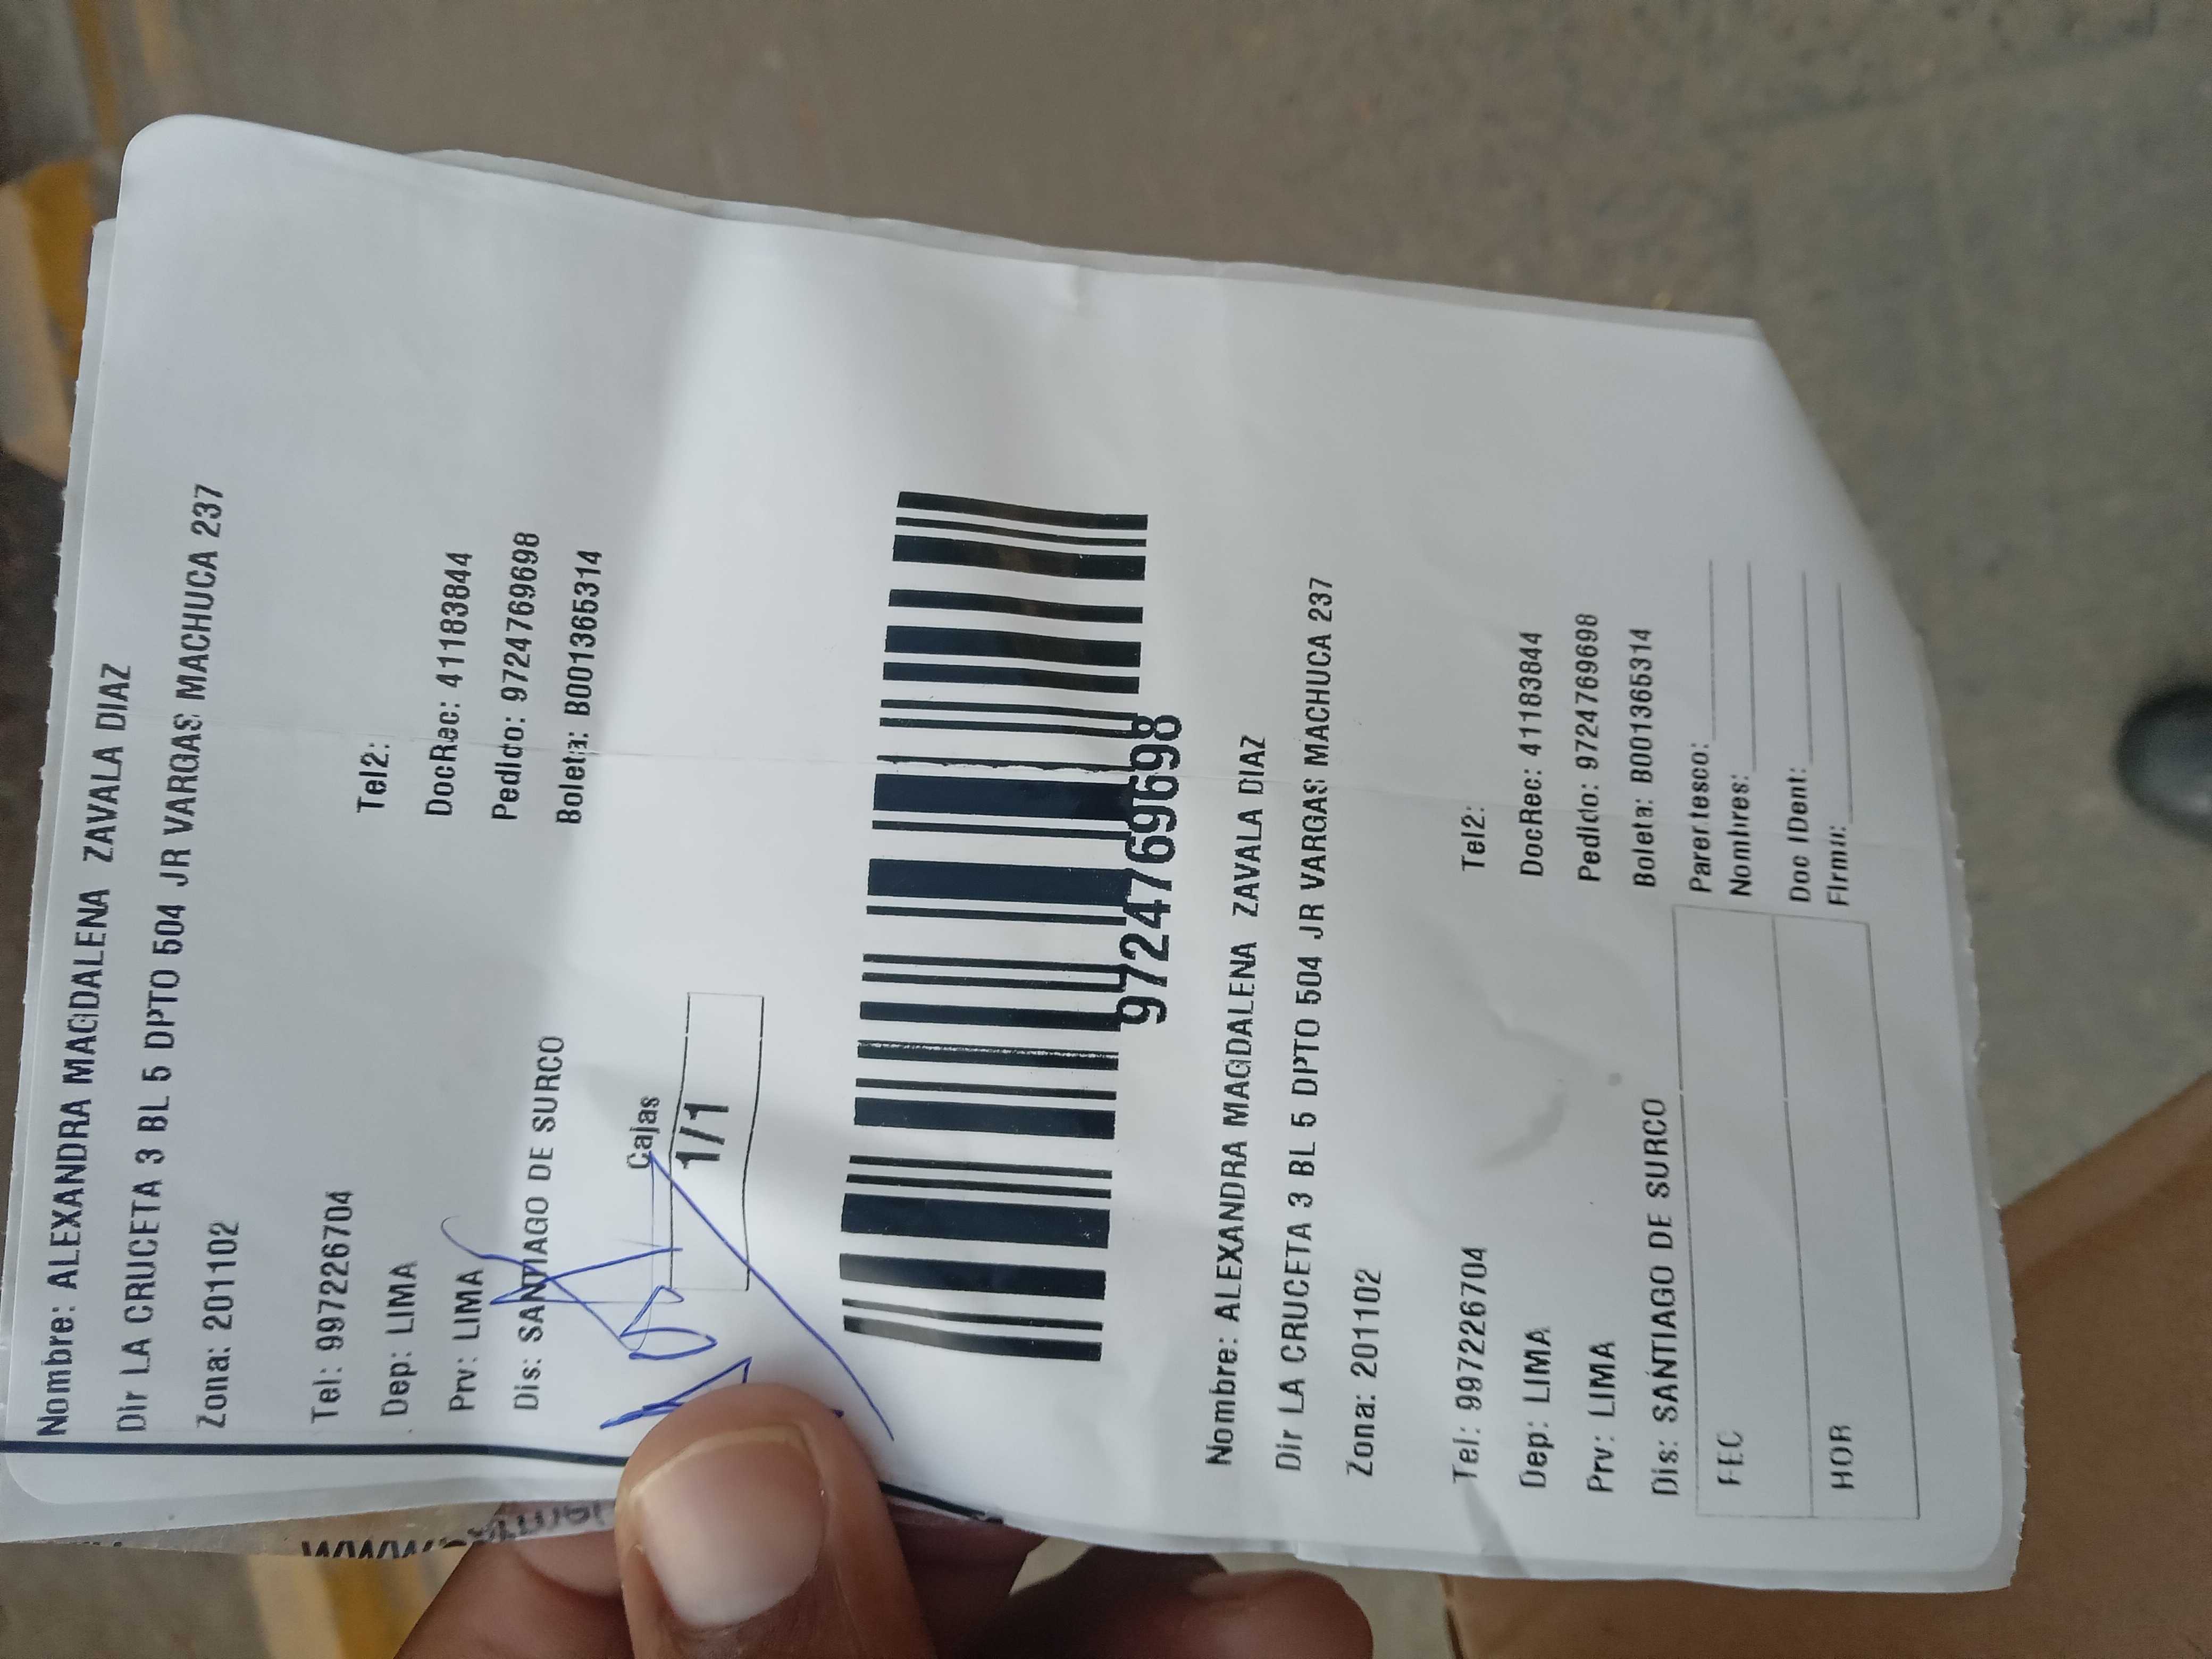 Nombre: ALEXANDRA MAGDALENA ZAVALA DIAZ
Dir LA CRUCETA 3 BL 5 DPTO 504 JR VARGAS MACHUCA 237
Zona: 201102
Tel: 997226704 Tel2:
Dep: LIMA DocRec: 41183844
Prv: LIMA Pedido: 9724769698
Dis: SANTIAGO DE SURCO Boleta: B001365314
Cajas
1/1
9724769698
Nombre: ALEXANDRA MAGDALENA ZAVALA DIAZ
Dir LA CRUCETA 3 BL 5 DPTO 504 JR VARGAS MACHUCA 237
Zona: 201102
Tel: 997226704 Tel2:
Dep: LIMA DocRec: 41183844
Prv: LIMA Pedido: 9724769698
Dis: SANTIAGO DE SURCO Boleta: B001365314
FEC Parentesco:
Nombres:
HOR Doc IDent:
Firma: